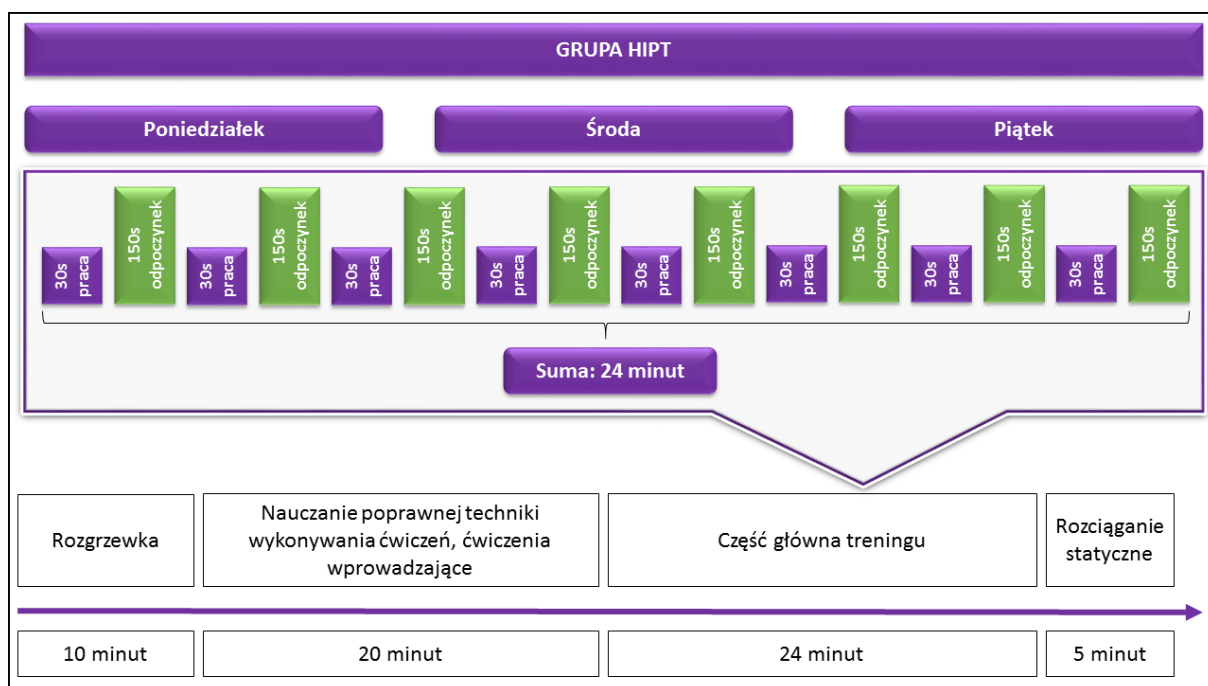 GRUPA HIPT
Poniedziałek
Środa
Piątek
30s
praca
150s
odpoczynek
30s
praca
150s
odpoczynek
30s
praca
150s
odpoczynek
30s
praca
150s
odpoczynek
30s
praca
150s
odpoczynek
30s
praca
150s
odpoczynek
30s
praca
150s
odpoczynek
30s
praca
150s
odpoczynek
Suma: 24 minut
Rozgrzewka
Nauczanie poprawnej techniki
wykonywania ćwiczeń, ćwiczenia
wprowadzające
Część główna treningu
Rozciąganie
statyczne
10 minut
20 minut
24 minut
5 minut